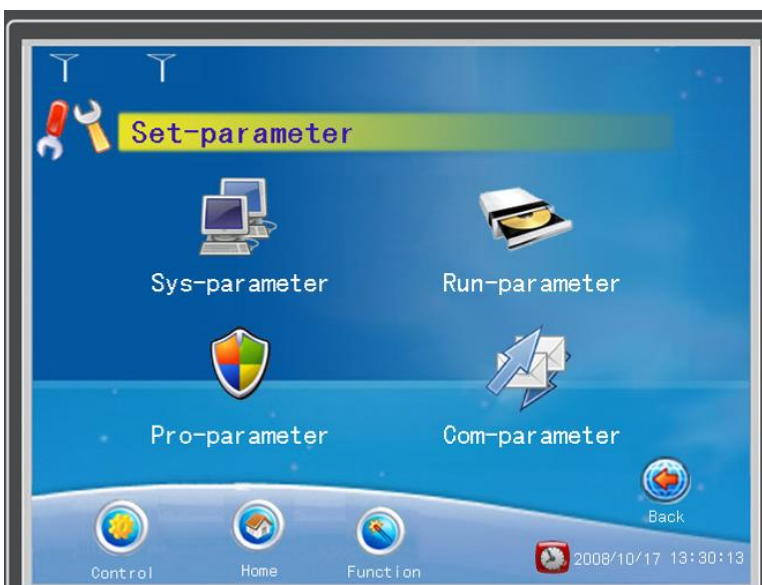 Set-parameter
Sys-parameter
Run-parameter
Pro-parameter
Com-parameter
Back
Control
Home
Function
2008/10/17 13:30:13